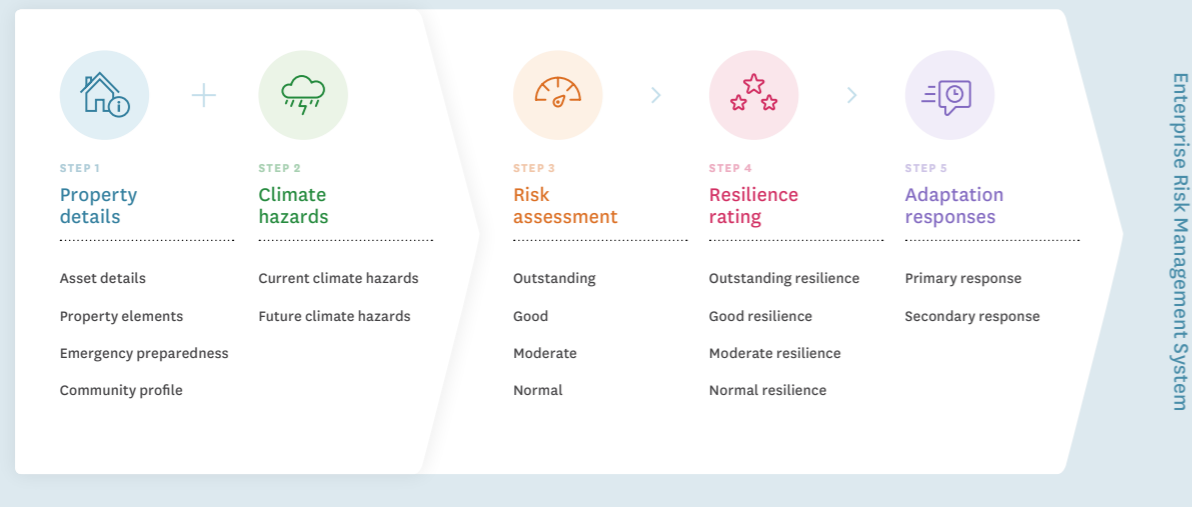 STEP 1
Property
details
Asset details
Property elements
Emergency preparedness
Community profile
STEP 2
Climate
hazards
Current climate hazards
Future climate hazards
STEP 3
Risk
assessment
Outstanding
Good
Moderate
Normal
STEP 4
Resilience
rating
Outstanding resilience
Good resilience
Moderate resilience
Normal resilience
STEP 5
Adaptation
responses
Primary response
Secondary response
Enterprise Risk Management System